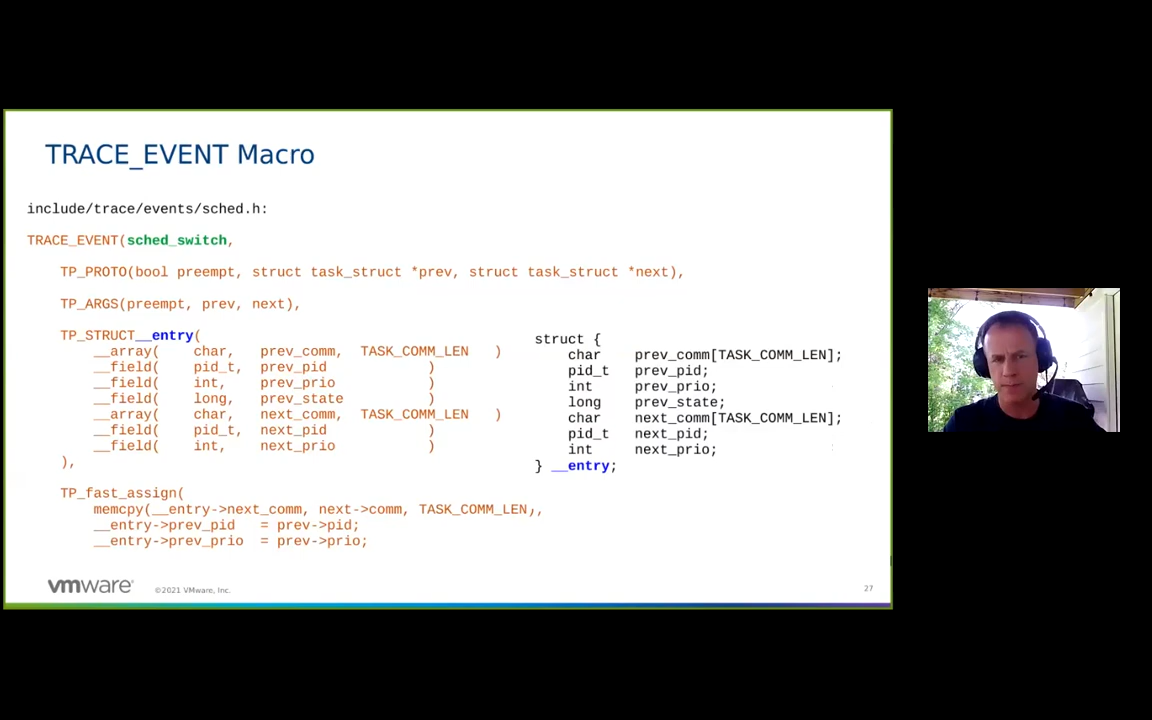 TRACE_EVENT Macro
include/trace/events/sched.h:
TRACE_EVENT(sched_switch,
TP_PROTO(bool preempt, struct task_struct *prev, struct task_struct *next),
TP_ARGS(preempt, prev, next),
TP_STRUCT__entry(
__array( char, prev_comm, TASK_COMM_LEN )
__field( pid_t, prev_pid )
__field( int, prev_prio )
__field( long, prev_state )
__array( char, next_comm, TASK_COMM_LEN )
__field( pid_t, next_pid )
__field( int, next_prio )
),
struct {
char prev_comm[TASK_COMM_LEN];
pid_t prev_pid;
int prev_prio;
long prev_state;
char next_comm[TASK_COMM_LEN];
pid_t next_pid;
int next_prio;
} __entry;
TP_fast_assign(
memcpy(__entry->next_comm, next->comm, TASK_COMM_LEN),
__entry->prev_pid = prev->pid;
__entry->prev_prio = prev->prio;
vmware
©2021 VMware, Inc.
27